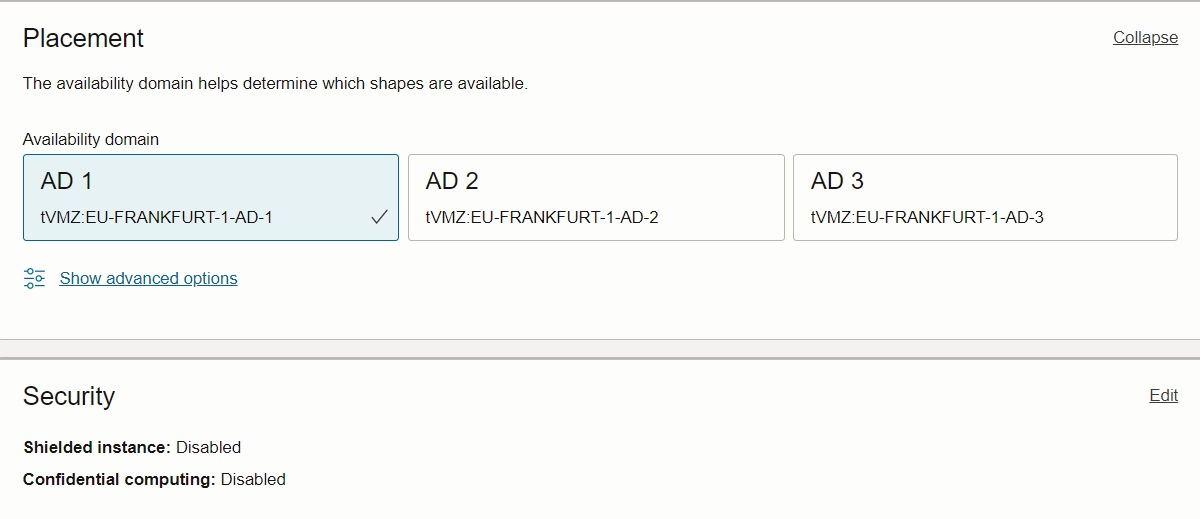 Placement
Collapse
The availability domain helps determine which shapes are available.
Availability domain
AD 1
tVMZ:EU-FRANKFURT-1-AD-1
AD 2
tVMZ:EU-FRANKFURT-1-AD-2
AD 3
tVMZ:EU-FRANKFURT-1-AD-3
Show advanced options
Security
Edit
Shielded instance: Disabled
Confidential computing: Disabled